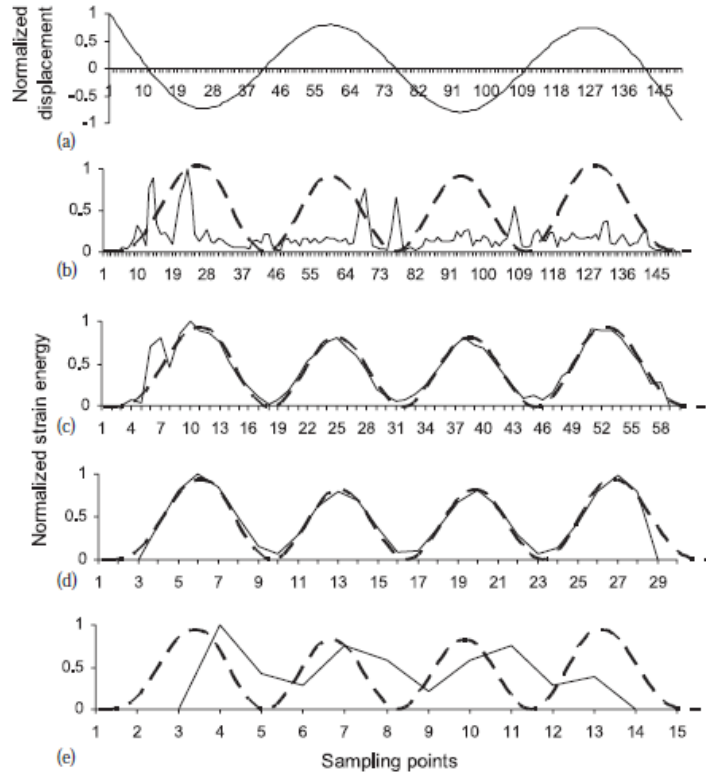 Normalized
displacement
1
0.5
0
-0.5
-1
1 10 19 28 37 46 55 64 73 82 91 100 109 118 127 136 145
(a)
Normalized strain energy
1
0.5
0
1 10 19 28 37 46 55 64 73 82 91 100 109 118 127 136 145
(b)
1
0.5
0
1 4 7 10 13 16 19 22 25 28 31 34 37 40 43 46 49 52 55 58
(c)
1
0.5
0
1 3 5 7 9 11 13 15 17 19 21 23 25 27 29
(d)
1
0.5
0
1 2 3 4 5 6 7 8 9 10 11 12 13 14 15
(e)
Sampling points